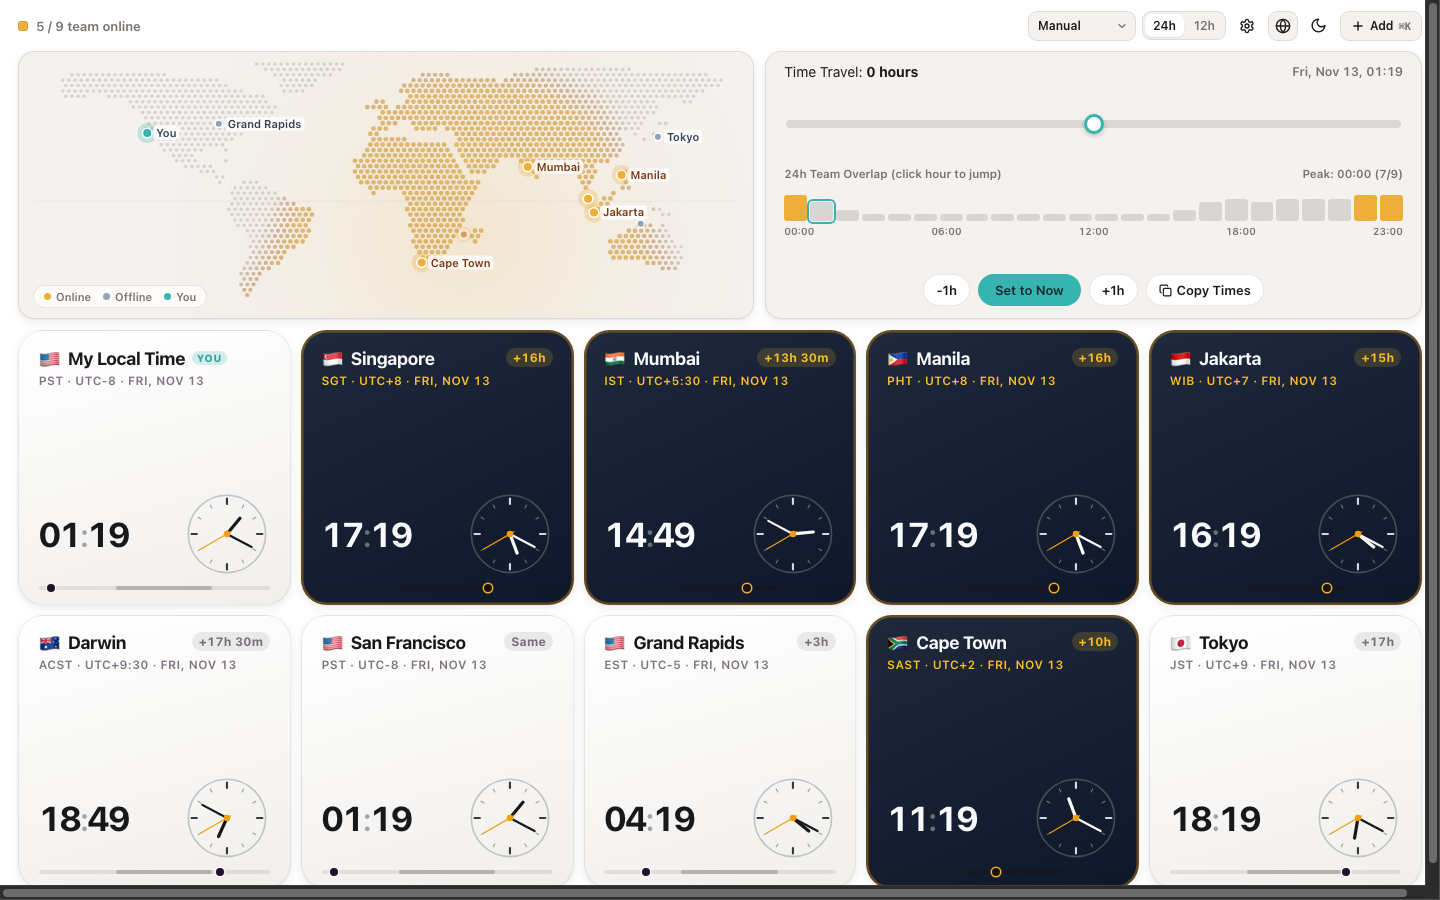 5 / 9 team online
Manual
24h
12h
Add ⌘K
You
Grand Rapids
Tokyo
Mumbai
Manila
Jakarta
Cape Town
Online
Offline
You
Time Travel: 0 hours
Fri, Nov 13, 01:19
24h Team Overlap (click hour to jump)
Peak: 00:00 (7/9)
00:00
06:00
12:00
18:00
23:00
-1h
Set to Now
+1h
Copy Times
My Local Time YOU
PST · UTC-8 · FRI, NOV 13
01:19
Singapore +16h
SGT · UTC+8 · FRI, NOV 13
17:19
Mumbai +13h 30m
IST · UTC+5:30 · FRI, NOV 13
14:49
Manila +16h
PHT · UTC+8 · FRI, NOV 13
17:19
Jakarta +15h
WIB · UTC+7 · FRI, NOV 13
16:19
Darwin +17h 30m
ACST · UTC+9:30 · FRI, NOV 13
18:49
San Francisco Same
PST · UTC-8 · FRI, NOV 13
01:19
Grand Rapids +3h
EST · UTC-5 · FRI, NOV 13
04:19
Cape Town +10h
SAST · UTC+2 · FRI, NOV 13
11:19
Tokyo +17h
JST · UTC+9 · FRI, NOV 13
18:19